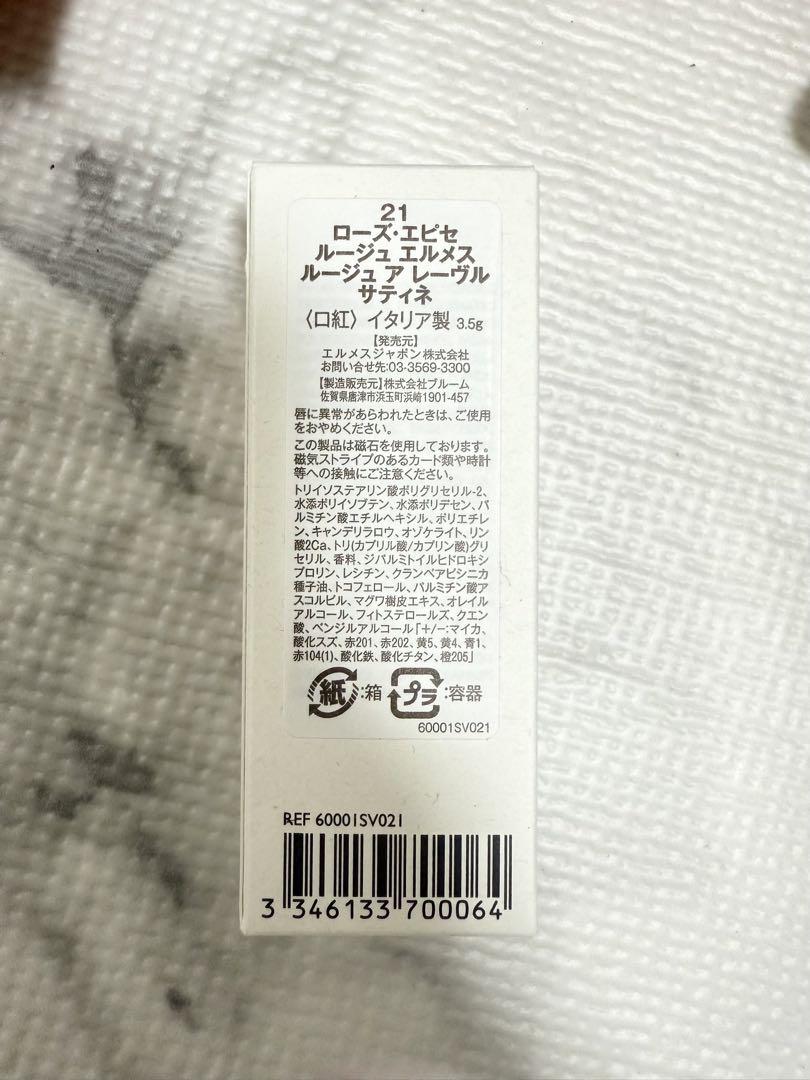 21
ローズ・エピセ
ルージュ エルメス
ルージュ ア レーヴル
サティネ
〈口紅〉イタリア製 3.5g
【発売元】
エルメスジャポン株式会社
お問い合せ先:03-3569-3300
【製造販売元】株式会社ブルーム
佐賀県唐津市浜玉町浜崎1901-457
唇に異常があらわれたときは、ご使用
をおやめください。
この製品は磁石を使用しております。
磁気ストライプのあるカード類や時計
等への接触にご注意ください。
トリイソステアリン酸ポリグリセリル-2、
水添ポリイソブテン、水添ポリデセン、パ
ルミチン酸エチルヘキシル、ポリエチレ
ン、キャンデリラロウ、オゾケライト、リン
酸2Ca、トリ(カプリル酸/カプリン酸)グリ
セリル、香料、ジパルミトイルヒドロキシ
プロリン、レシチン、クランベアビシニカ
種子油、トコフェロール、パルミチン酸ア
スコルビル、マグワ樹皮エキス、オレイル
アルコール、フィトステロールズ、クエン
酸、ベンジルアルコール「+/-:マイカ、
酸化スズ、赤201、赤202、黄5、黄4、青1、
赤104(1)、酸化鉄、酸化チタン、橙205」
紙:箱 プラ:容器
60001SV021
REF 60001SV021
3 346133 700064